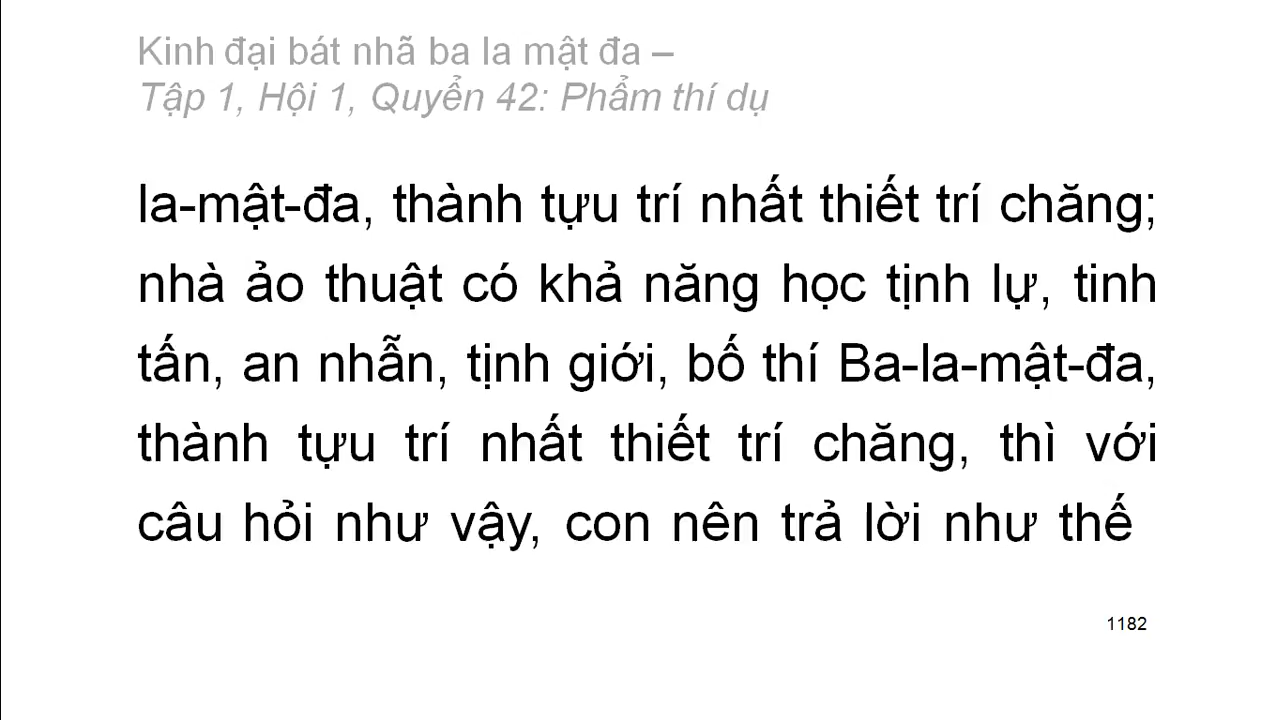 Kinh đại bát nhã ba la mật đa –
Tập 1, Hội 1, Quyển 42: Phẩm thí dụ
la-mật-đa, thành tựu trí nhất thiết trí chăng;
nhà ảo thuật có khả năng học tịnh lự, tinh
tấn, an nhẫn, tịnh giới, bố thí Ba-la-mật-đa,
thành tựu trí nhất thiết trí chăng, thì với
câu hỏi như vậy, con nên trả lời như thế
1182